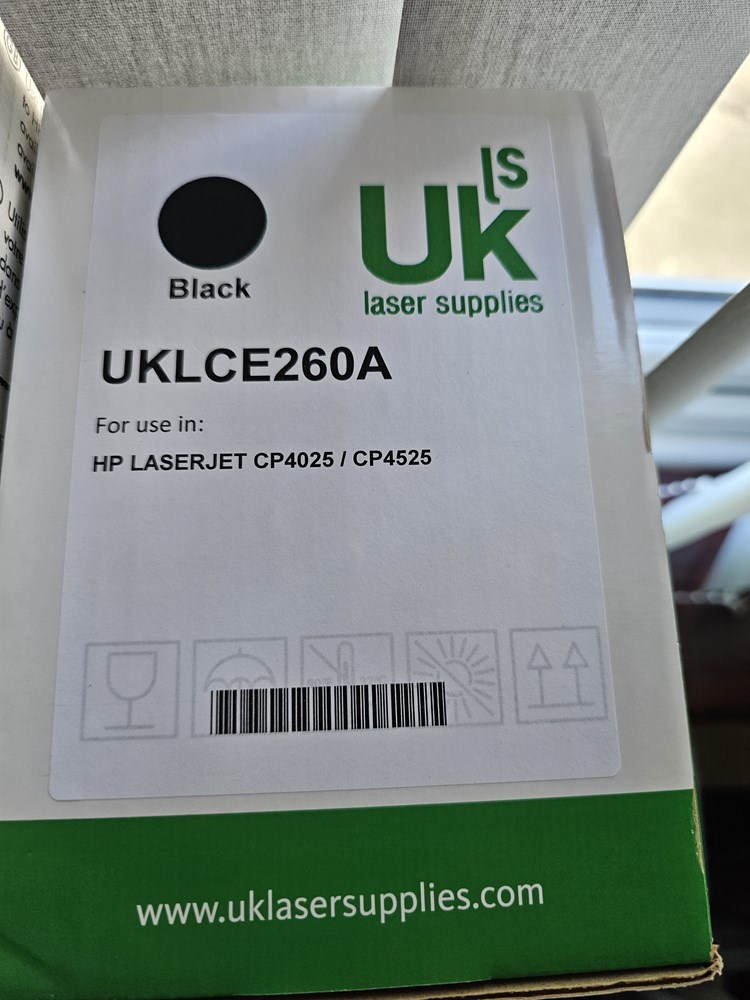 ls
Uk
laser supplies
Black
UKLCE260A
For use in:
HP LASERJET CP4025 / CP4525
www.uklasersupplies.com